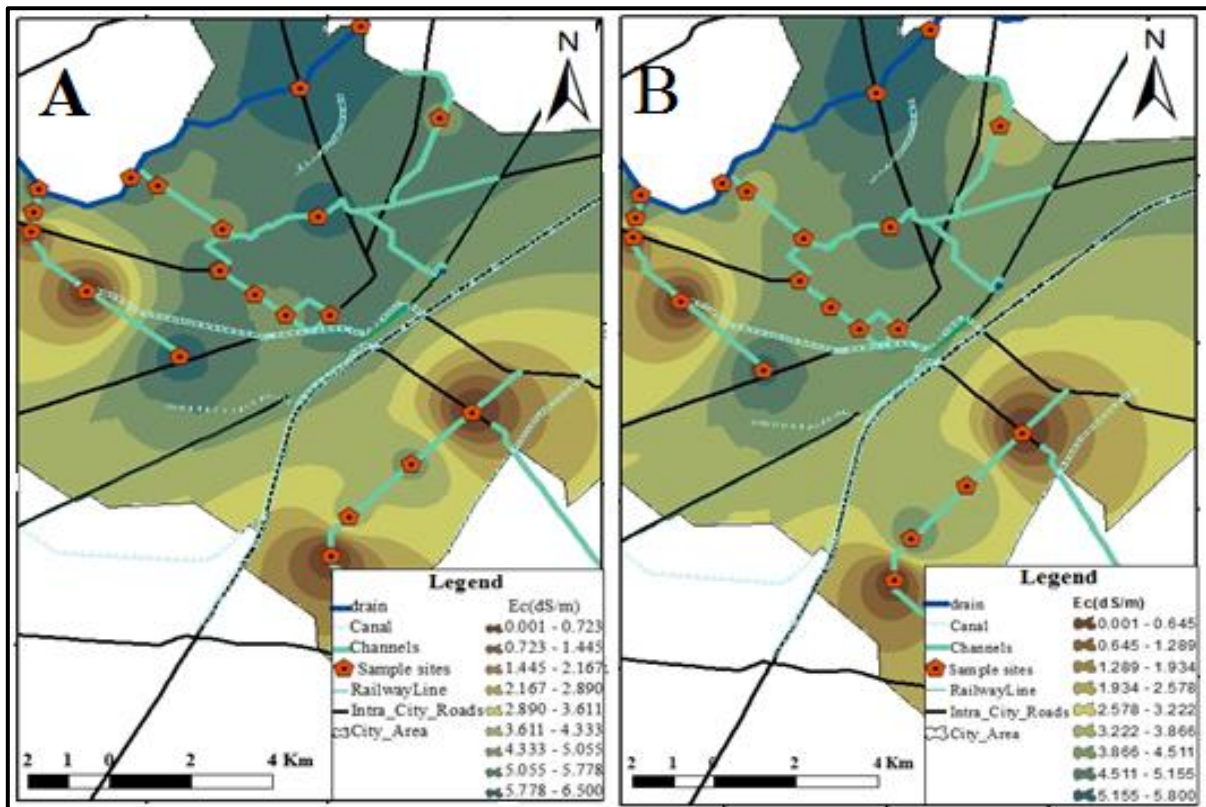 A
N
Legend
drain
Canal
Channels
Sample sites
RailwayLine
Intra_City_Roads
City_Area
Ec(dS/m)
0.001 - 0.723
0.723 - 1.445
1.445 - 2.167
2.167 - 2.890
2.890 - 3.611
3.611 - 4.333
4.333 - 5.055
5.055 - 5.778
5.778 - 6.500
2 1 0 2 4 Km
B
N
Legend
drain
Canal
Channels
Sample sites
RailwayLine
Intra_City_Roads
City_Area
Ec(dS/m)
0.001 - 0.645
0.645 - 1.289
1.289 - 1.934
1.934 - 2.578
2.578 - 3.222
3.222 - 3.866
3.866 - 4.511
4.511 - 5.155
5.155 - 5.800
2 1 0 2 4 Km